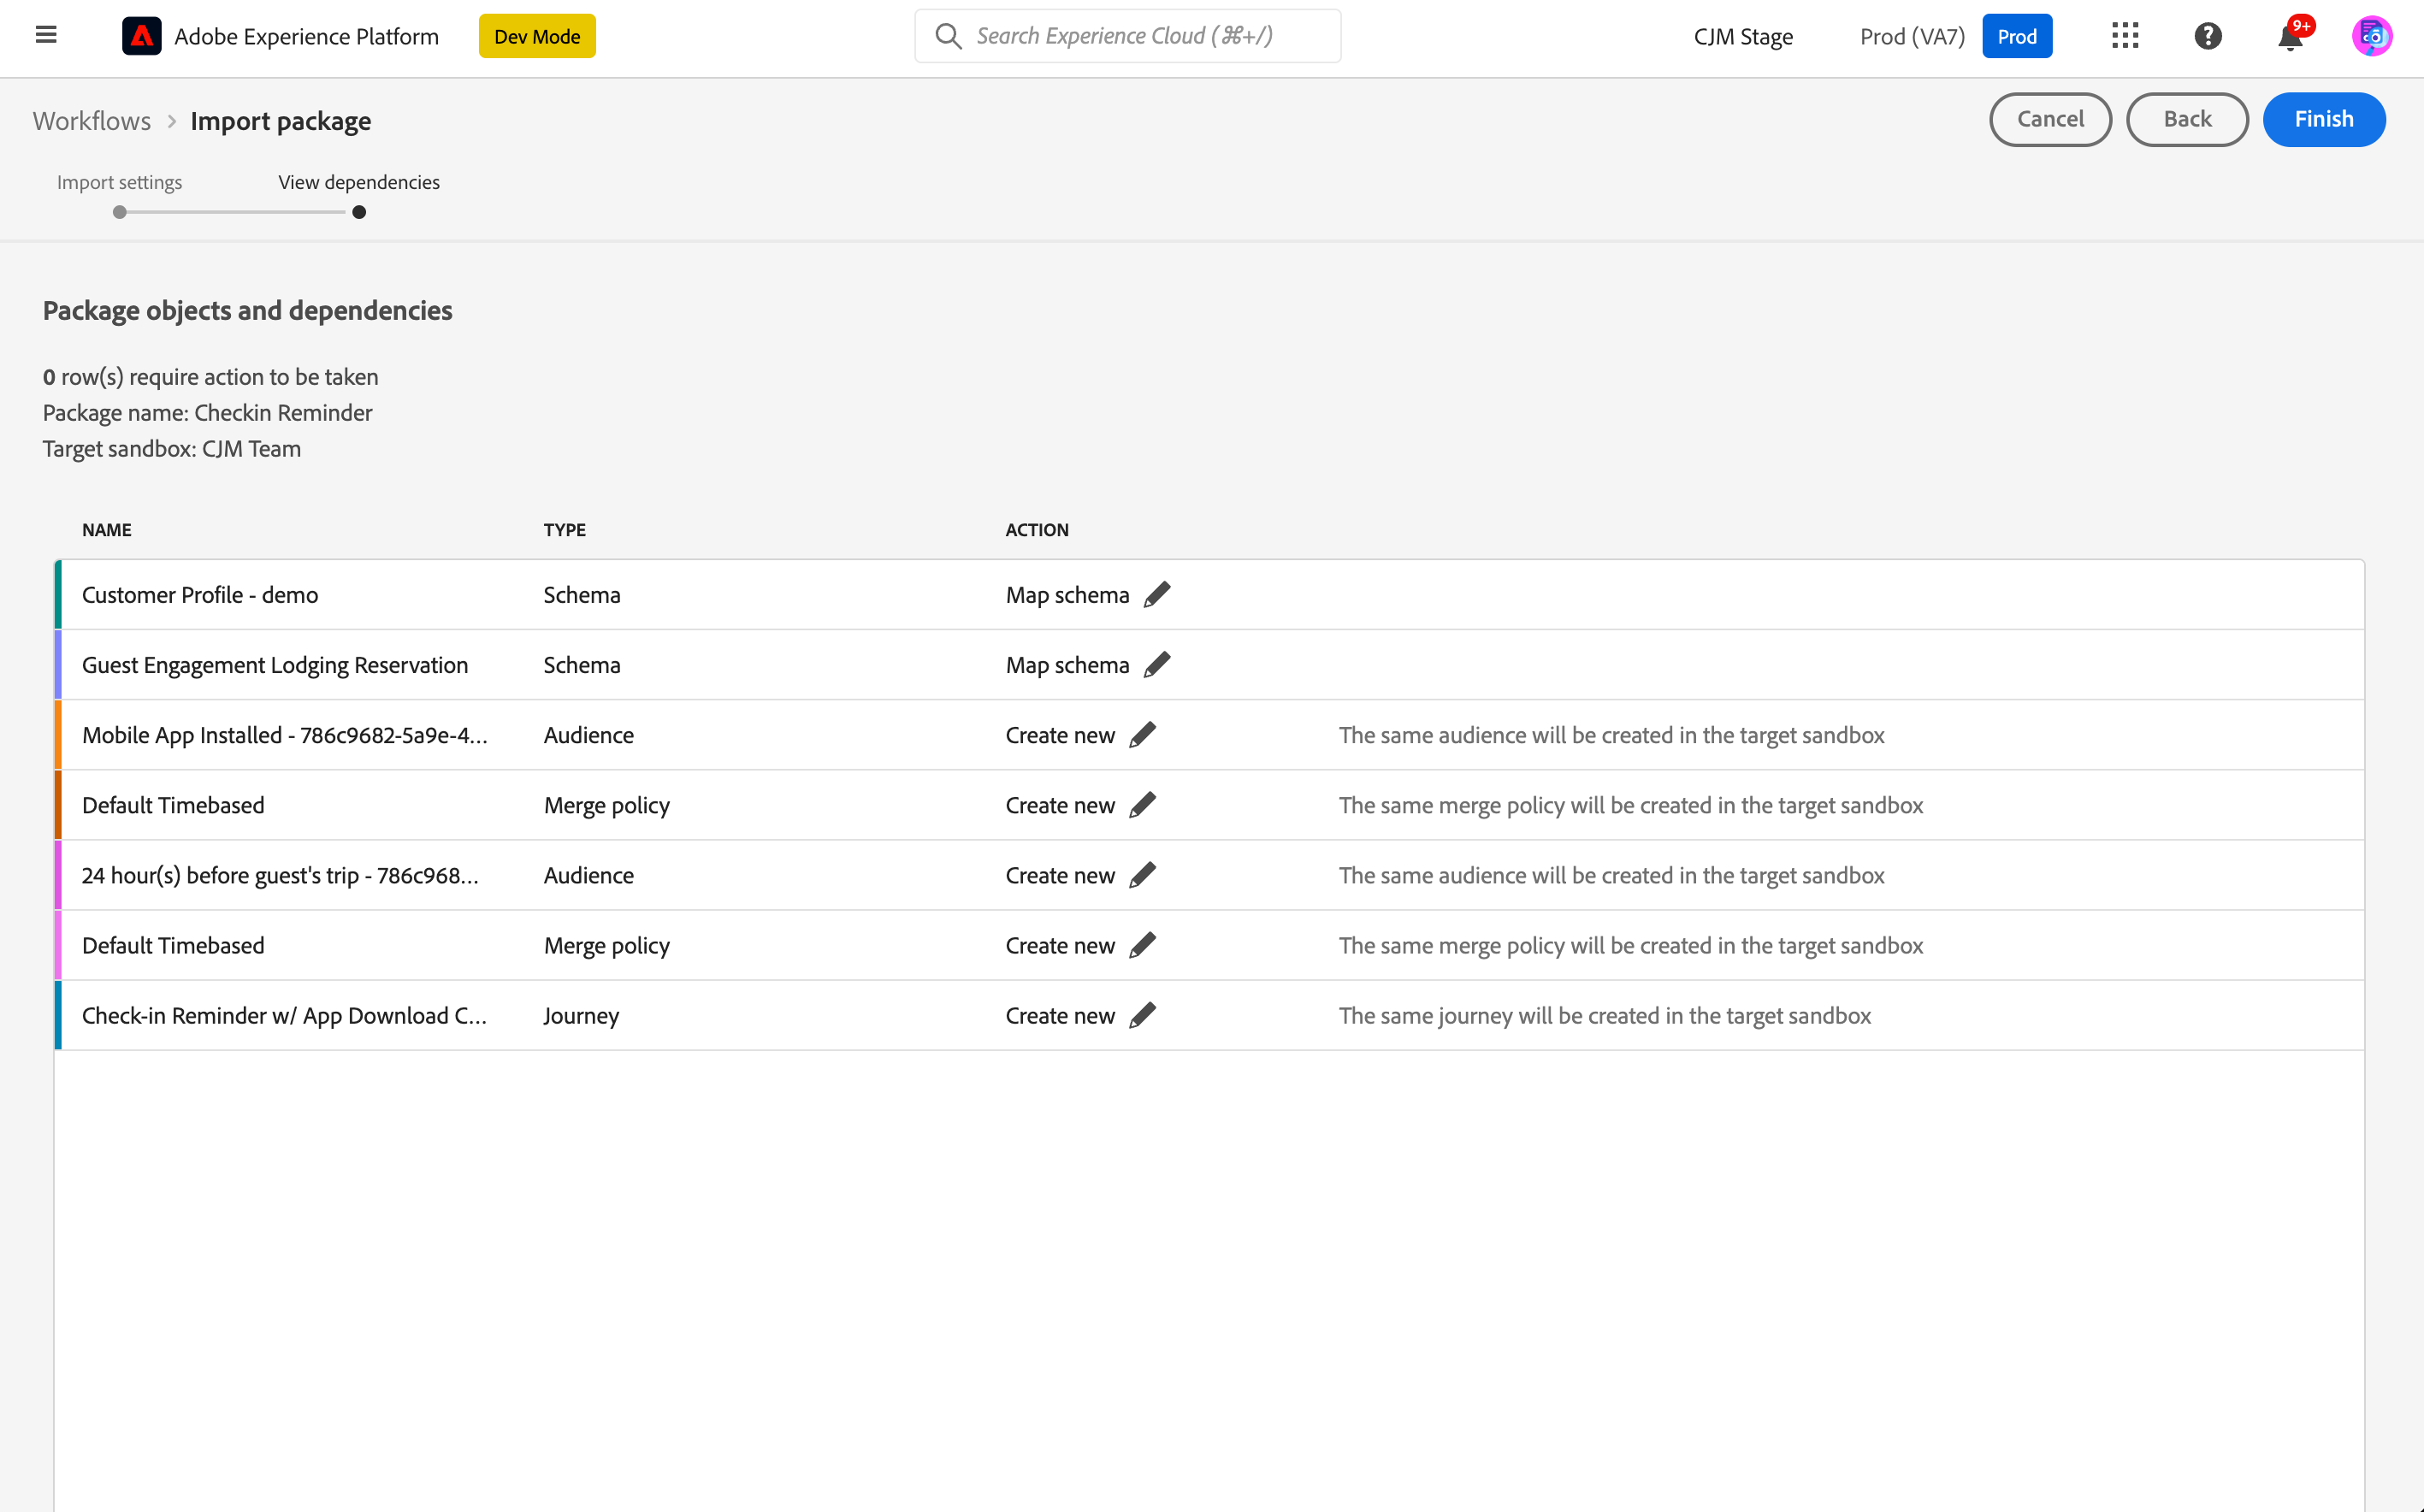 Adobe Experience Platform
Dev Mode
Search Experience Cloud (⌘+/)
CJM Stage
Prod (VA7)
Prod
9+
Workflows
Import package
Cancel
Back
Finish
Import settings
View dependencies
Package objects and dependencies
0 row(s) require action to be taken
Package name: Checkin Reminder
Target sandbox: CJM Team
NAME TYPE ACTION
Customer Profile - demo Schema Map schema
Guest Engagement Lodging Reservation Schema Map schema
Mobile App Installed - 786c9682-5a9e-4... Audience Create new The same audience will be created in the target sandbox
Default Timebased Merge policy Create new The same merge policy will be created in the target sandbox
24 hour(s) before guest's trip - 786c968... Audience Create new The same audience will be created in the target sandbox
Default Timebased Merge policy Create new The same merge policy will be created in the target sandbox
Check-in Reminder w/ App Download C... Journey Create new The same journey will be created in the target sandbox